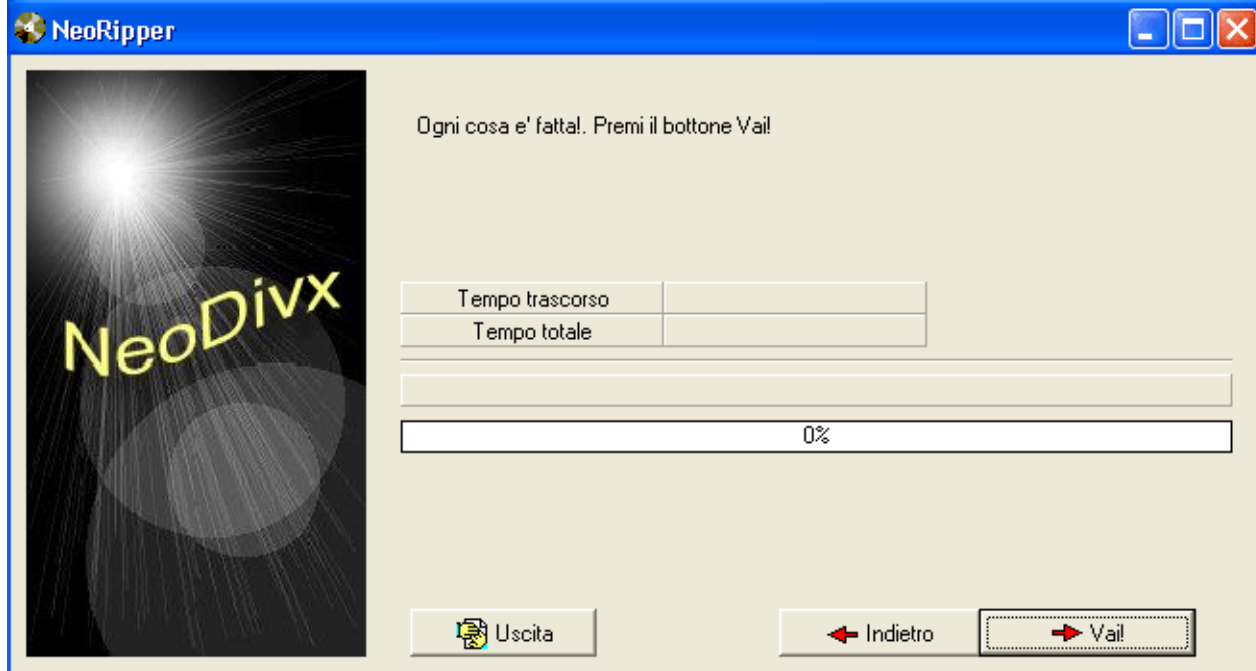 NeoRipper
NeoDivx
Ogni cosa e' fatta!. Premi il bottone Vai!
Tempo trascorso
Tempo totale
0%
Uscita
Indietro
Vai!